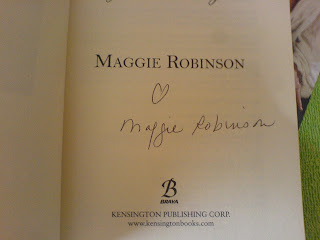 MAGGIE ROBINSON
Maggie Robinson
B
BRAVA
KENSINGTON PUBLISHING CORP.
www.kensingtonbooks.com